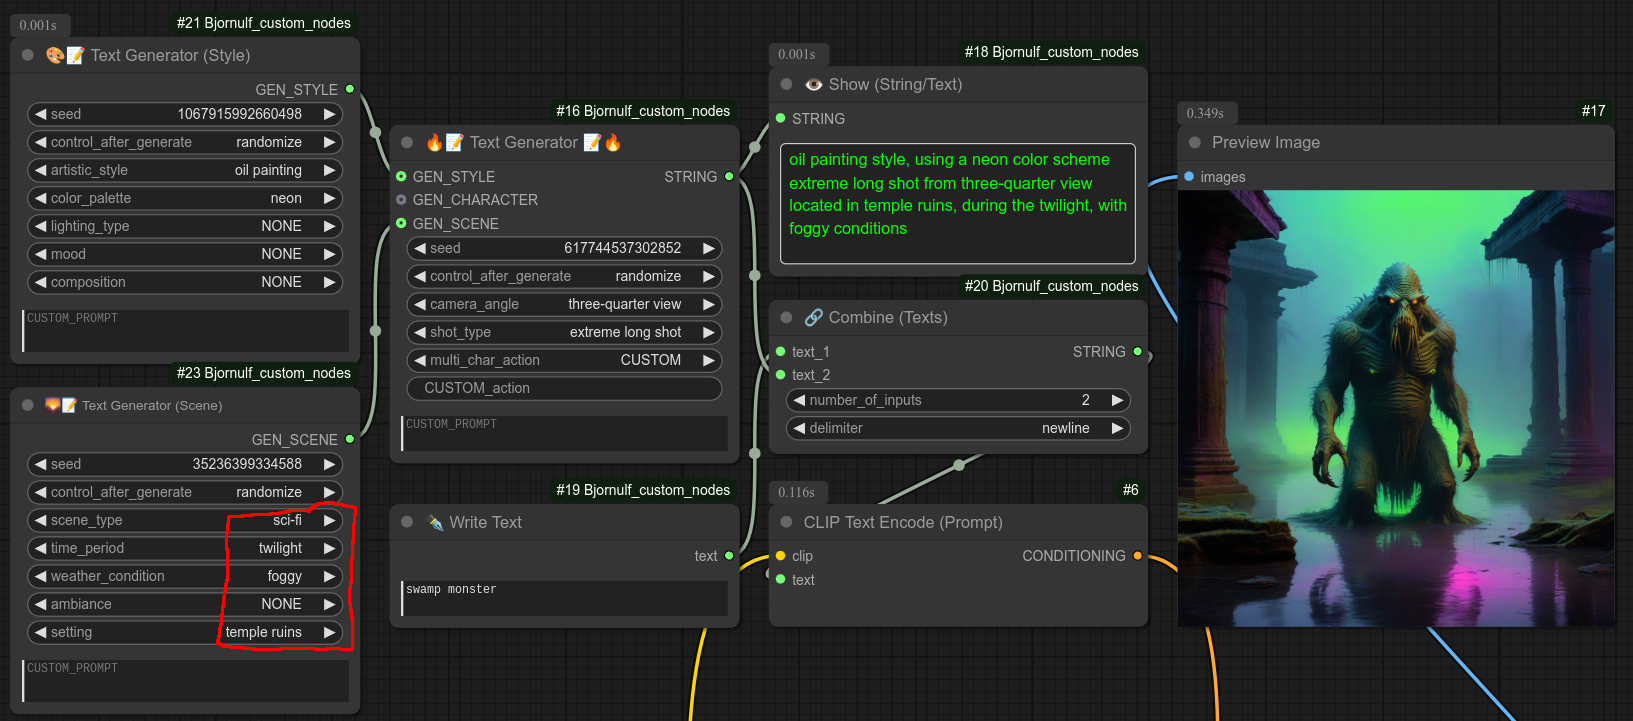 0.001s
#21 Bjornulf_custom_nodes
🎨📝 Text Generator (Style)
GEN_STYLE
seed 1067915992660498
control_after_generate randomize
artistic_style oil painting
color_palette neon
lighting_type NONE
mood NONE
composition NONE
CUSTOM_PROMPT
#23 Bjornulf_custom_nodes
🌄📝 Text Generator (Scene)
GEN_SCENE
seed 35236399334588
control_after_generate randomize
scene_type sci-fi
time_period twilight
weather_condition foggy
ambiance NONE
setting temple ruins
CUSTOM_PROMPT
#16 Bjornulf_custom_nodes
🔥📝 Text Generator 📝🔥
GEN_STYLE STRING
GEN_CHARACTER
GEN_SCENE
seed 617744537302852
control_after_generate randomize
camera_angle three-quarter view
shot_type extreme long shot
multi_char_action CUSTOM
CUSTOM_action
CUSTOM_PROMPT
#19 Bjornulf_custom_nodes
✒️ Write Text
text
swamp monster
0.001s
#18 Bjornulf_custom_nodes
👁️ Show (String/Text)
STRING
oil painting style, using a neon color scheme
extreme long shot from three-quarter view
located in temple ruins, during the twilight, with
foggy conditions
#20 Bjornulf_custom_nodes
🔗 Combine (Texts)
text_1 STRING
text_2
number_of_inputs 2
delimiter newline
0.116s
#6
CLIP Text Encode (Prompt)
clip CONDITIONING
text
0.349s
#17
Preview Image
images